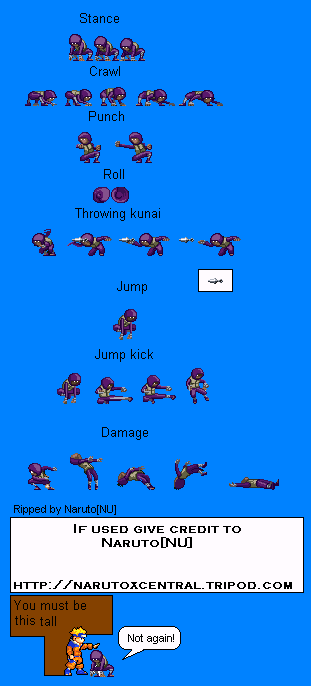 Stance
Crawl
Punch
Roll
Throwing kunai
Jump
Jump kick
Damage
Ripped by Naruto[NU]
If used give credit to
Naruto[NU]
http://narutoxcentral.tripod.com
You must be
this tall
Not again!